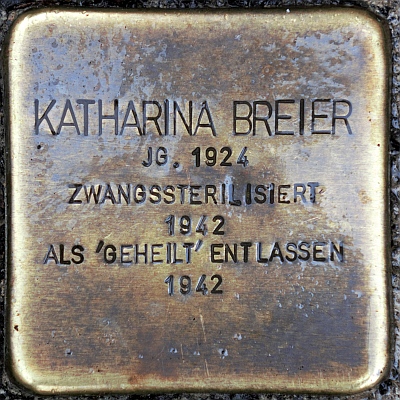 KATHARINA BREIER
JG. 1924
ZWANGSSTERILISIERT
1942
ALS 'GEHEILT' ENTLASSEN
1942